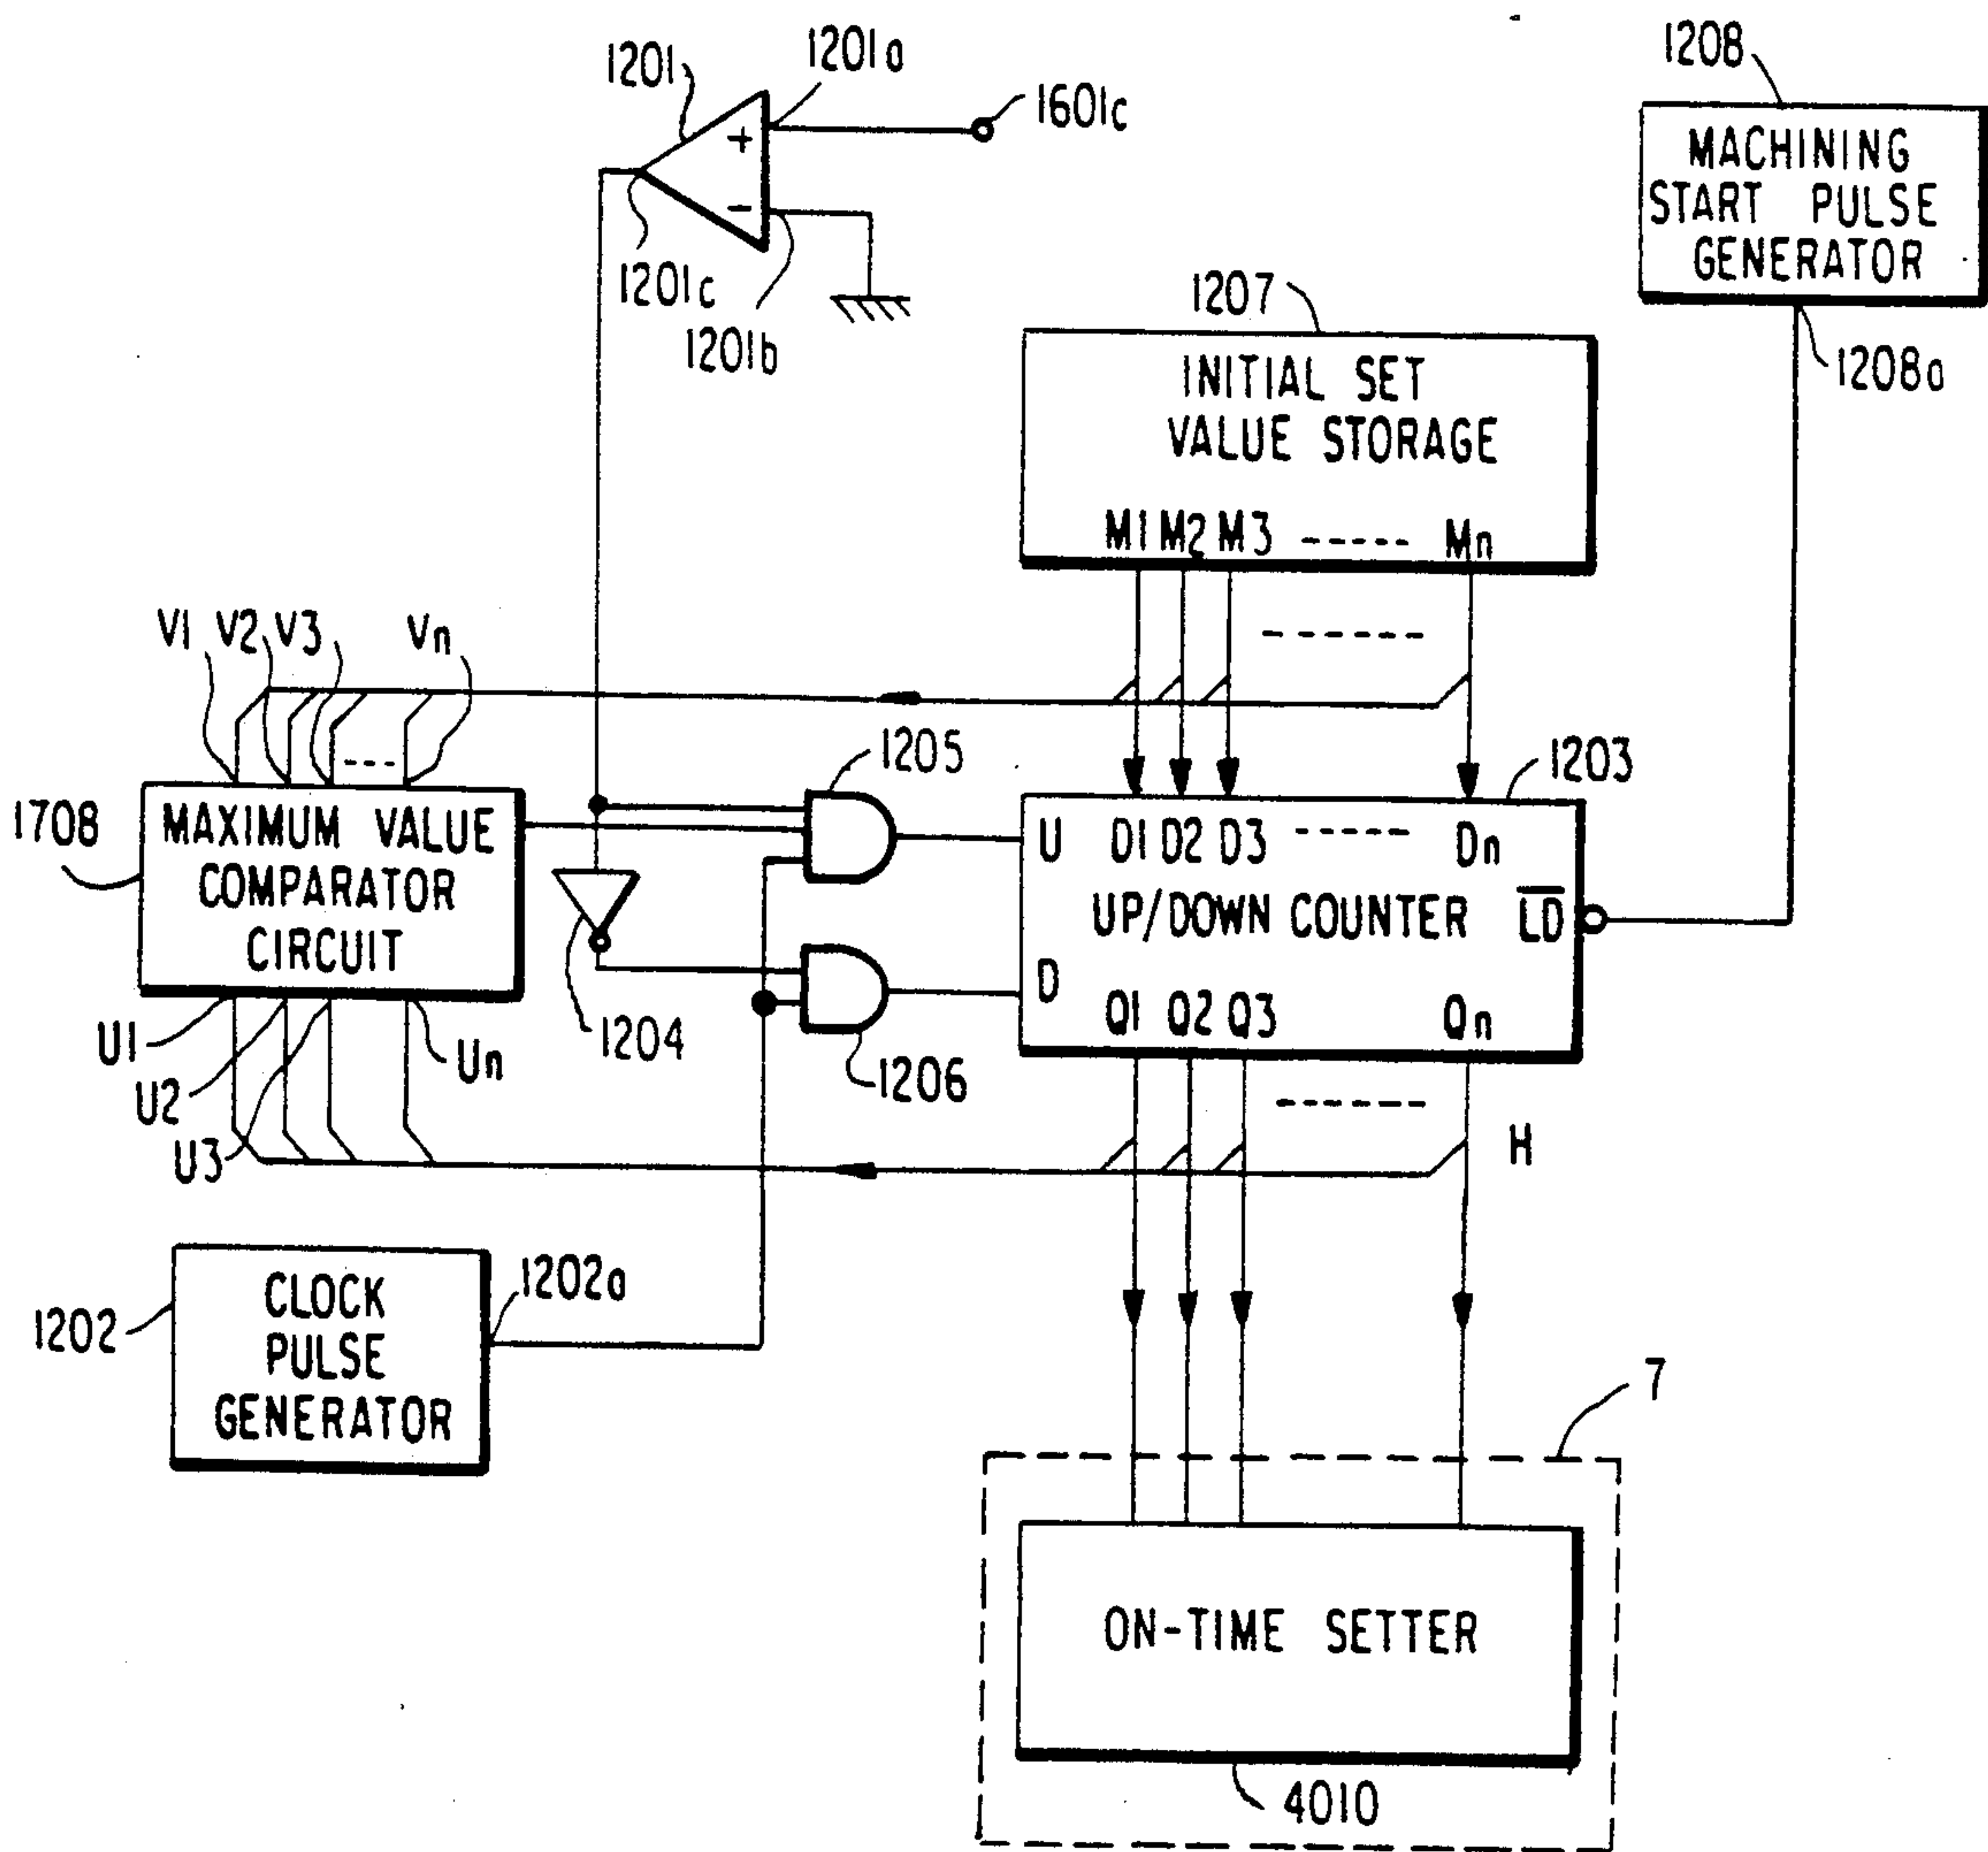 1201
1201a
1601c
1208
MACHINING
START PULSE
GENERATOR
1201c
1201b
1208a
1207
INITIAL SET
VALUE STORAGE
M1 M2 M3 ----- Mn
V1 V2 V3 Vn
1205
1203
1708
MAXIMUM VALUE
COMPARATOR
CIRCUIT
U D1 D2 D3 ----- Dn
UP/DOWN COUNTER LD
D
Q1 Q2 Q3 Qn
1204
1206
U1
U2
U3
Un
H
1202
CLOCK
PULSE
GENERATOR
1202a
7
ON-TIME SETTER
4010
+
-